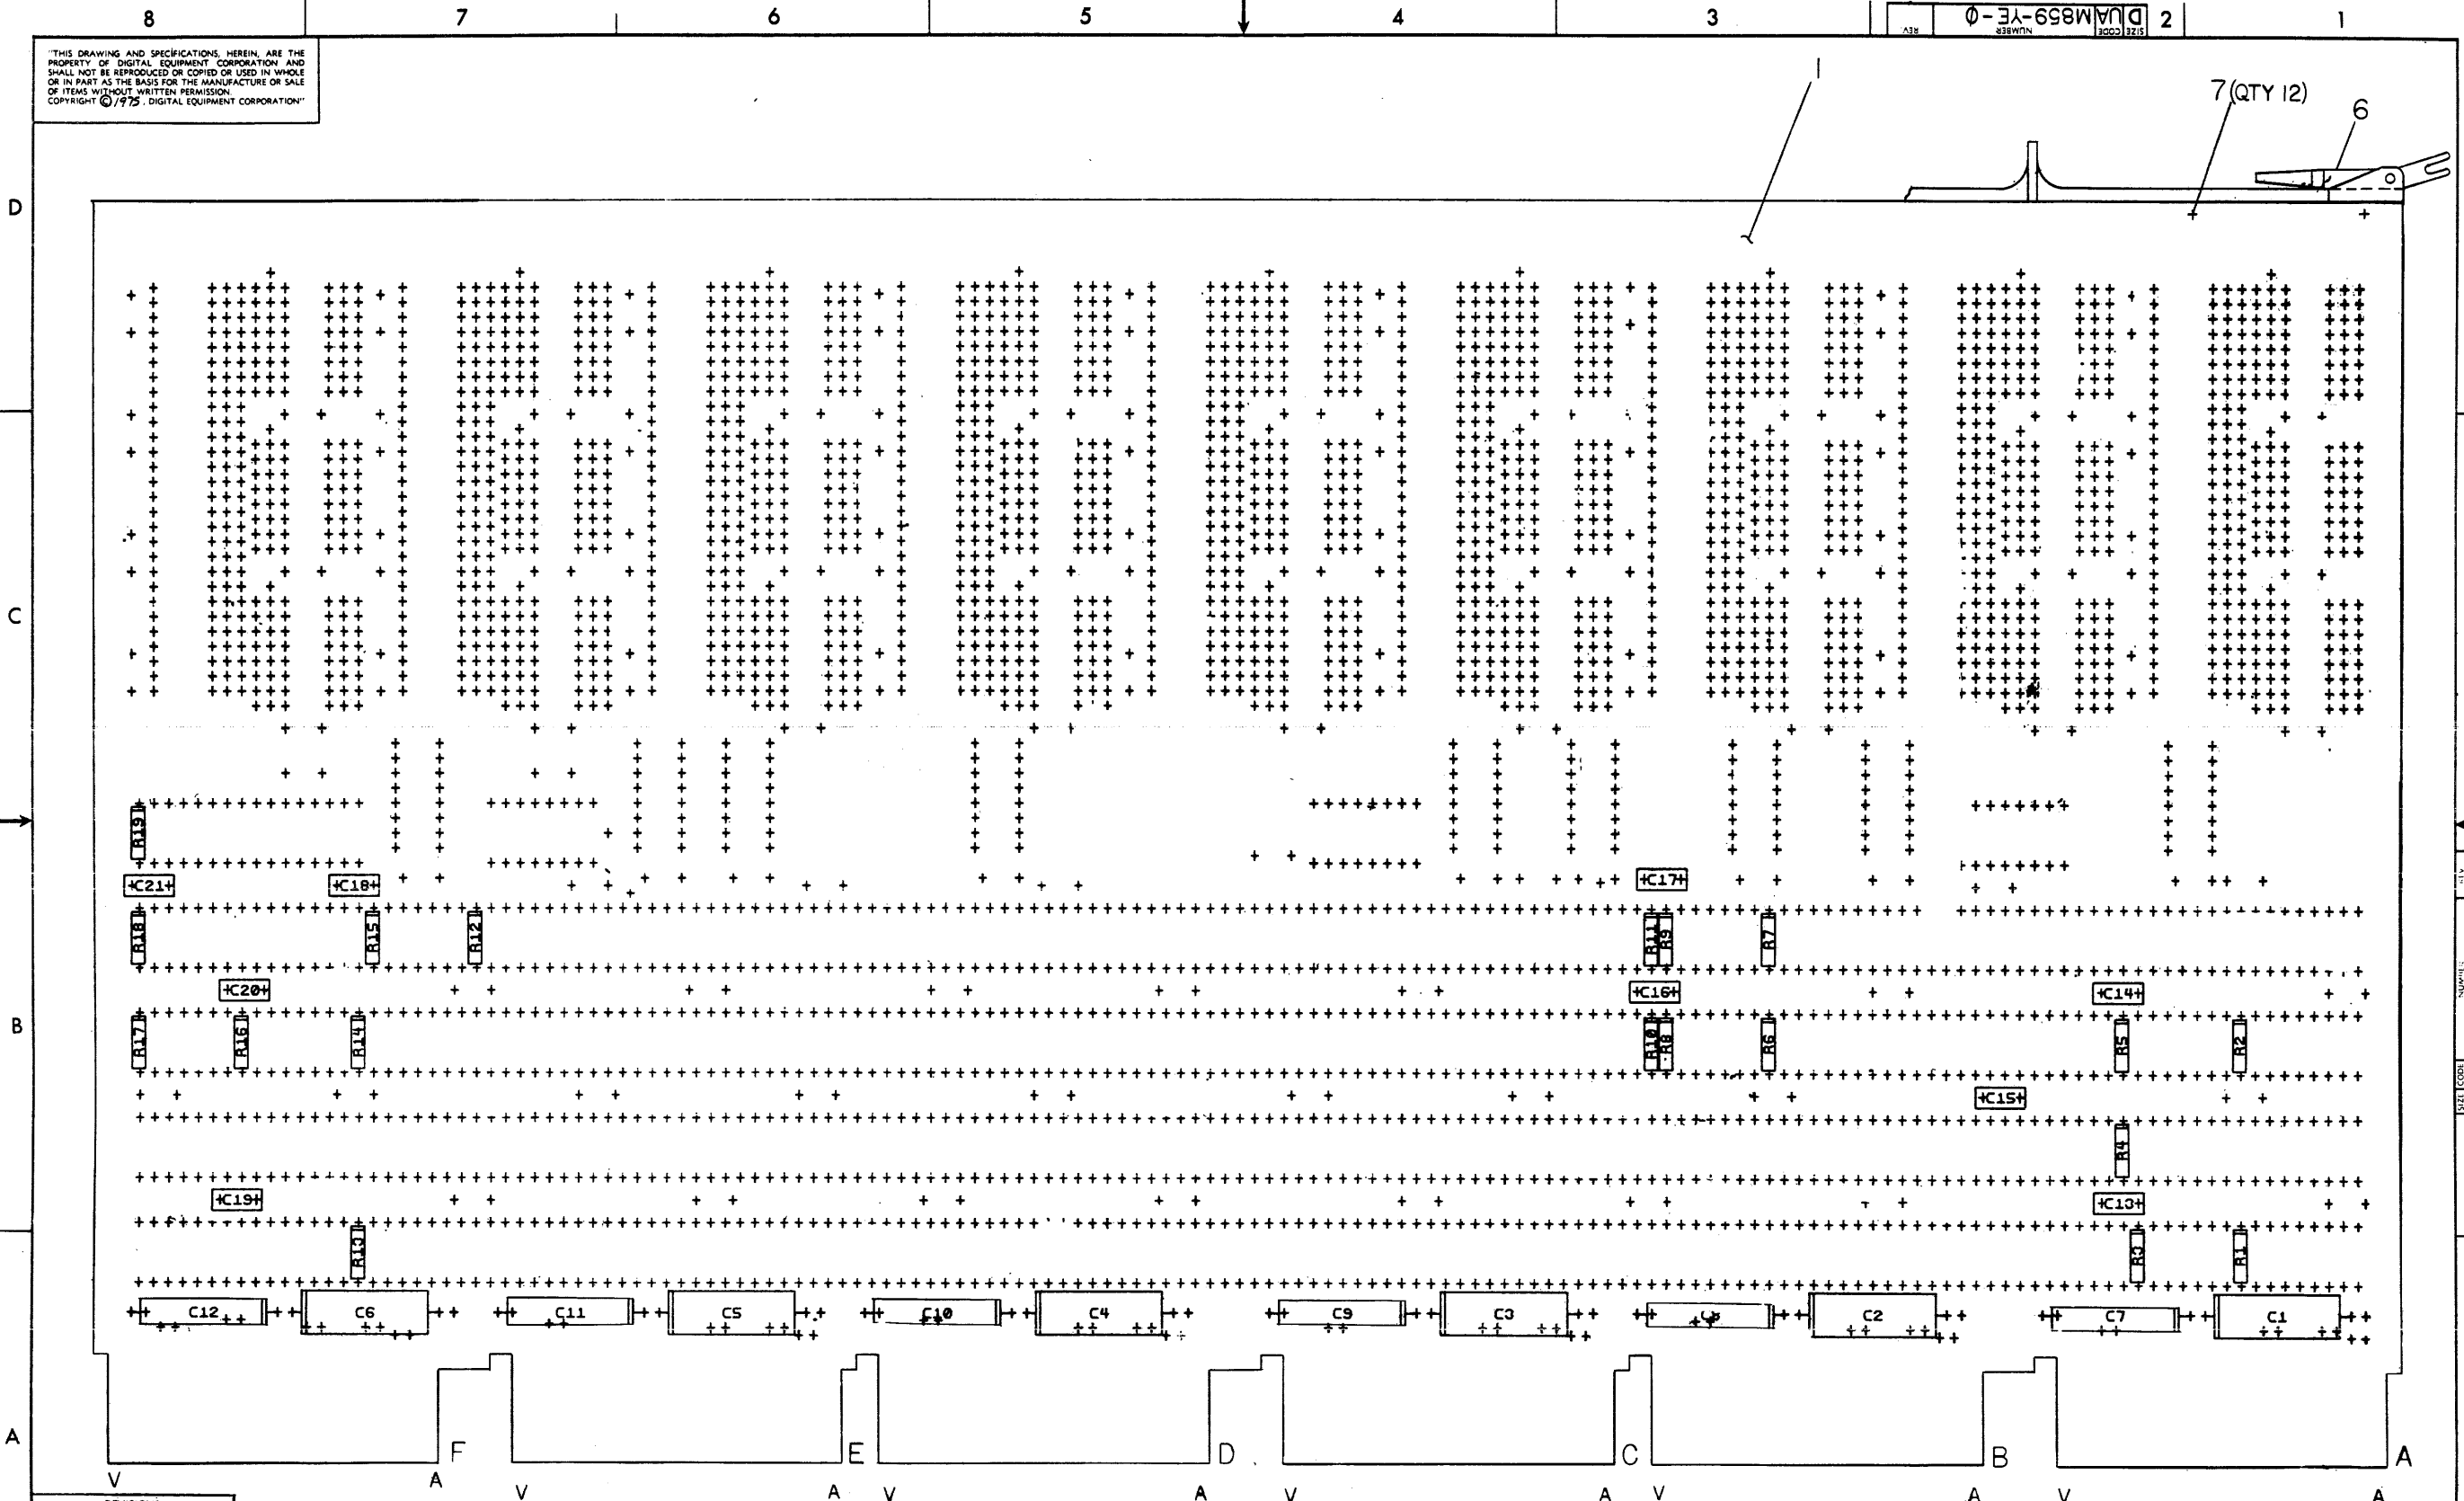 8 7 6 5 4 3 2 1
SIZE CODE NUMBER REV.
D UA M859-YE-0
"THIS DRAWING AND SPECIFICATIONS, HEREIN, ARE THE
PROPERTY OF DIGITAL EQUIPMENT CORPORATION AND
SHALL NOT BE REPRODUCED OR COPIED OR USED IN WHOLE
OR IN PART AS THE BASIS FOR THE MANUFACTURE OR SALE
OF ITEMS WITHOUT WRITTEN PERMISSION.
COPYRIGHT © 1975, DIGITAL EQUIPMENT CORPORATION"
1
7 (QTY 12)
6
D
C
R19
C21 C18 C17
R18 R15 R12 R11 R9 R7
C20 C16 C14
B
R17 R16 R14 R10 R8 R6 R5 R2
C15
R4
C19 C13
R13 R3 R1
C12 C6 C11 C5 C10 C4 C9 C3 C2 C7 C1
A
F E D C B A
V A V A V A V A V A V A
NUMBER
SIZE CODE